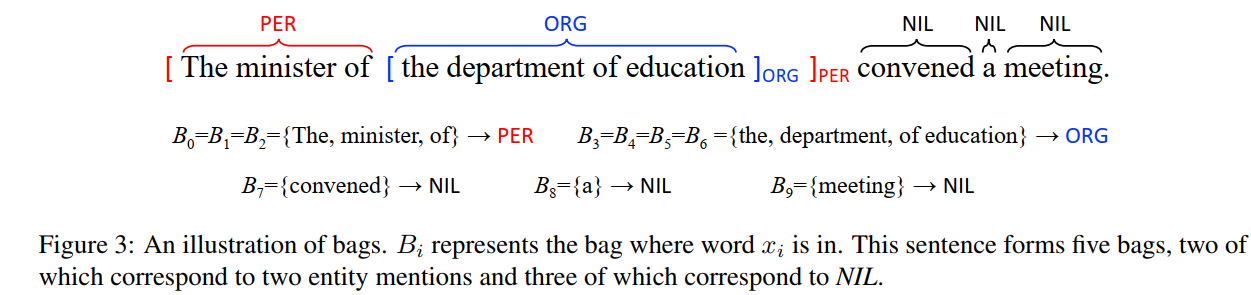 PER ORG NIL NIL NIL
[ The minister of [ the department of education ]ORG ]PER convened a meeting.
B0=B1=B2={The, minister, of} → PER B3=B4=B5=B6 ={the, department, of education} → ORG
B7={convened} → NIL B8={a} → NIL B9={meeting} → NIL
Figure 3: An illustration of bags. Bi represents the bag where word xi is in. This sentence forms five bags, two of
which correspond to two entity mentions and three of which correspond to NIL.